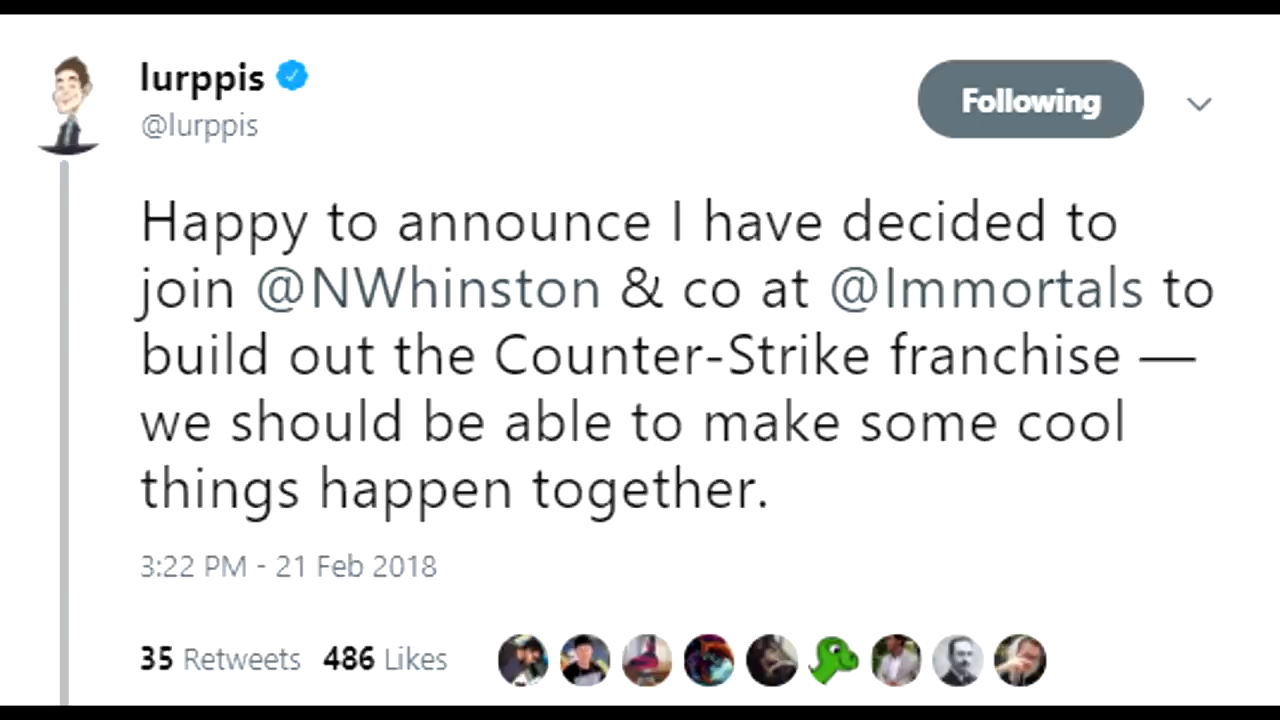 lurppis
@lurppis
Following
Happy to announce I have decided to
join @NWhinston & co at @Immortals to
build out the Counter-Strike franchise —
we should be able to make some cool
things happen together.
3:22 PM - 21 Feb 2018
35 Retweets 486 Likes